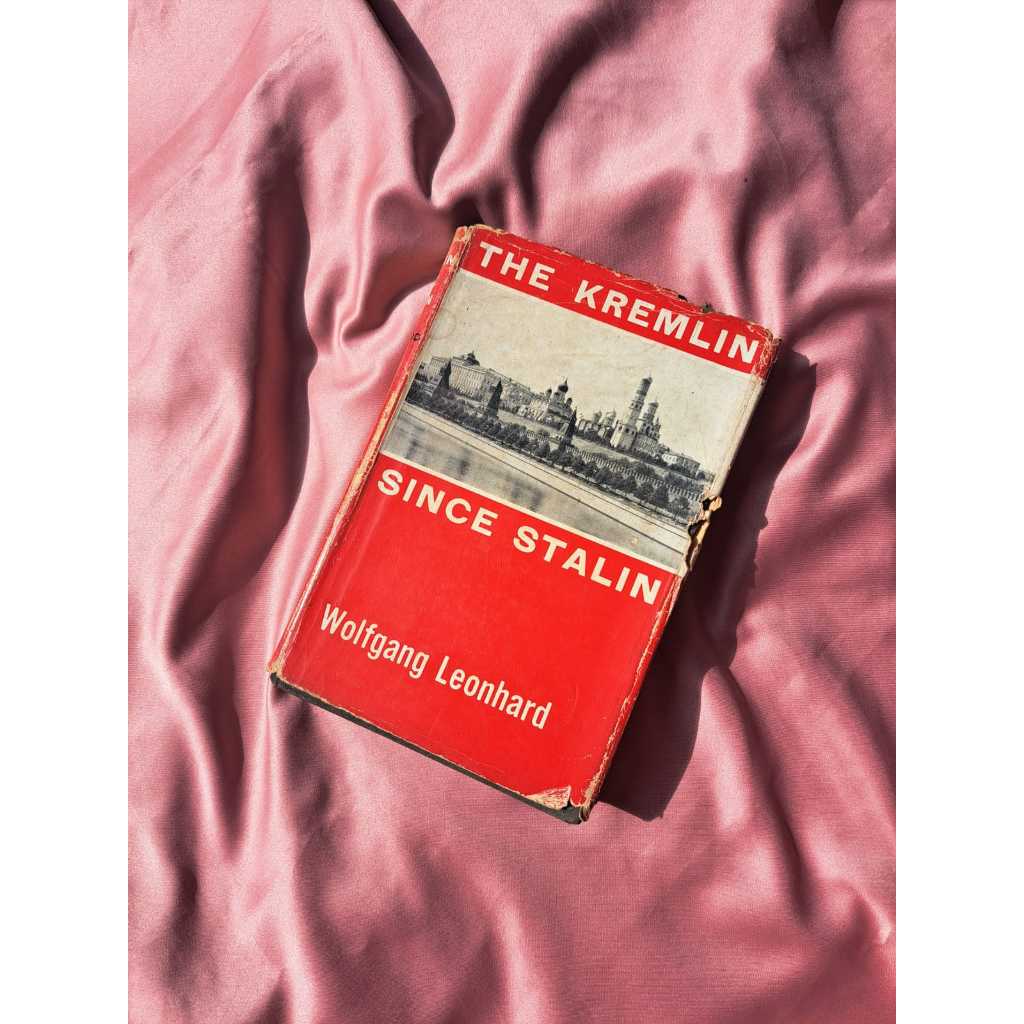 THE KREMLIN
SINCE STALIN
Wolfgang Leonhard